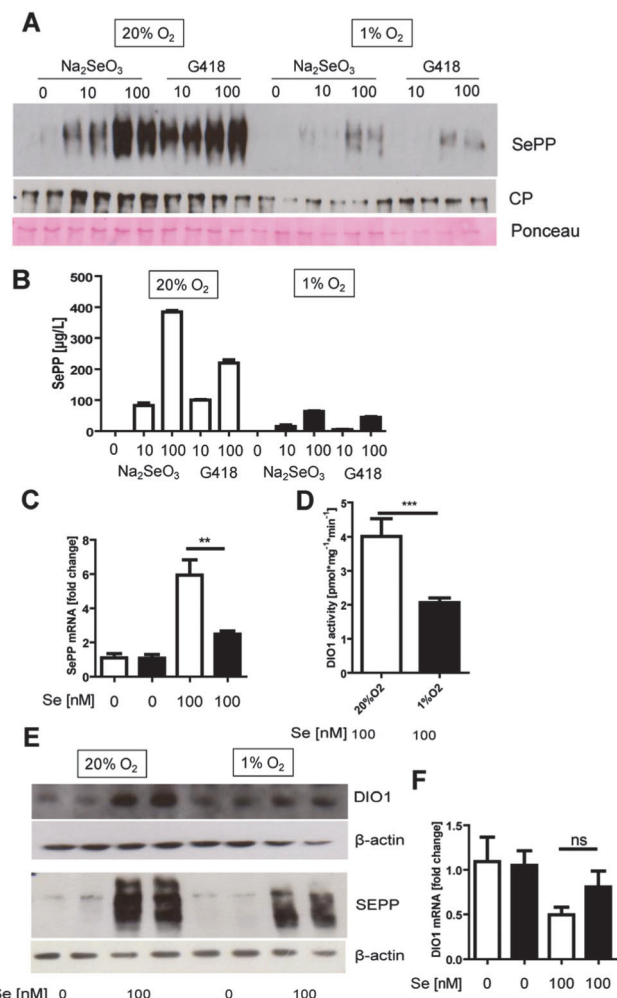 A
20% O₂
1% O₂
Na₂SeO₃ G418 Na₂SeO₃ G418
0 10 100 10 100 0 10 100 10 100
SePP
CP
Ponceau
B
20% O₂
1% O₂
SePP [µg/L]
500
400
300
200
100
0
0 10 100 10 100 0 10 100 10 100
Na₂SeO₃ G418 Na₂SeO₃ G418
C
SePP mRNA [fold change]
8
6
4
2
0
**
Se [nM] 0 0 100 100
D
DIO1 activity [pmol*mg⁻¹*min⁻¹]
5
4
3
2
1
0
***
20%O2 1%O2
Se [nM] 100 100
E
20% O₂
1% O₂
DIO1
β-actin
SEPP
β-actin
Se [nM] 0 100 0 100
F
DIO1 mRNA [fold change]
1.5
1.0
0.5
0.0
ns
Se [nM] 0 0 100 100